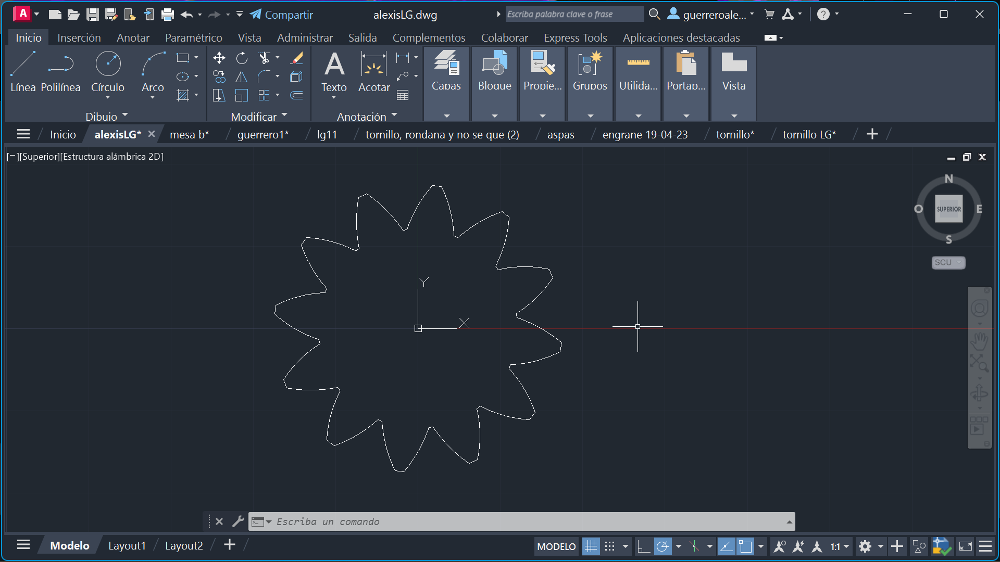 A
Compartir
alexisLG.dwg
Escriba palabra clave o frase
guerreroale...
Inicio
Inserción
Anotar
Paramétrico
Vista
Administrar
Salida
Complementos
Colaborar
Express Tools
Aplicaciones destacadas
Línea
Polilínea
Círculo
Arco
Texto
Acotar
Capas
Bloque
Propie...
Grupos
Utilida...
Portap...
Vista
Dibujo
Modificar
Anotación
Inicio
alexisLG*
mesa b*
guerrero1*
lg11
tornillo, rondana y no se que (2)
aspas
engrane 19-04-23
tornillo*
tornillo LG*
[−][Superior][Estructura alámbrica 2D]
N
O
SUPERIOR
E
S
SCU
Y
X
Escriba un comando
Modelo
Layout1
Layout2
MODELO
1:1